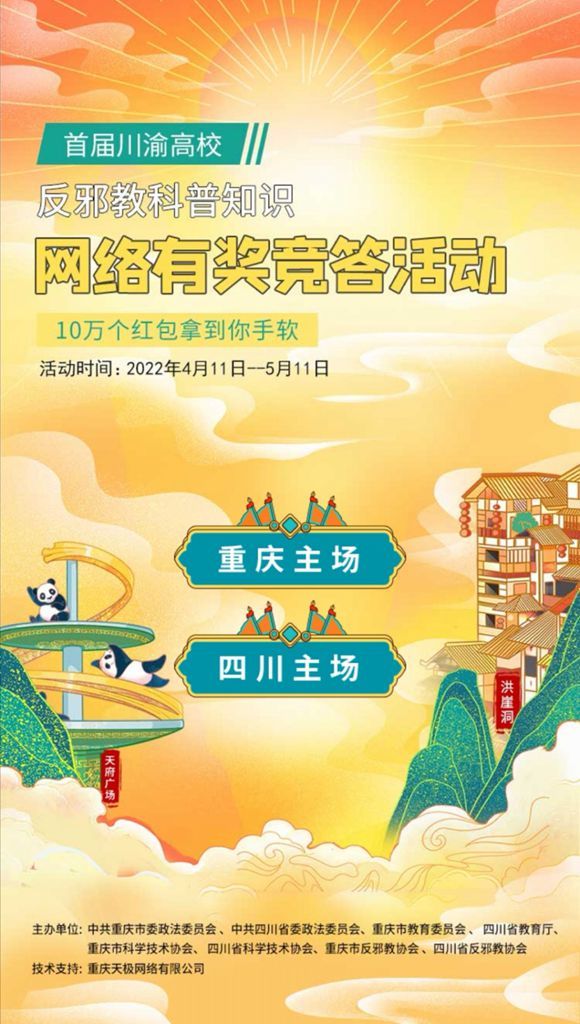 首届川渝高校
反邪教科普知识
网络有奖竞答活动
10万个红包拿到你手软
活动时间：2022年4月11日--5月11日
重庆主场
四川主场
洪崖洞
天府广场
主办单位: 中共重庆市委政法委员会、中共四川省委政法委员会、重庆市教育委员会、四川省教育厅、
重庆市科学技术协会、四川省科学技术协会、重庆市反邪教协会、四川省反邪教协会
技术支持: 重庆天极网络有限公司